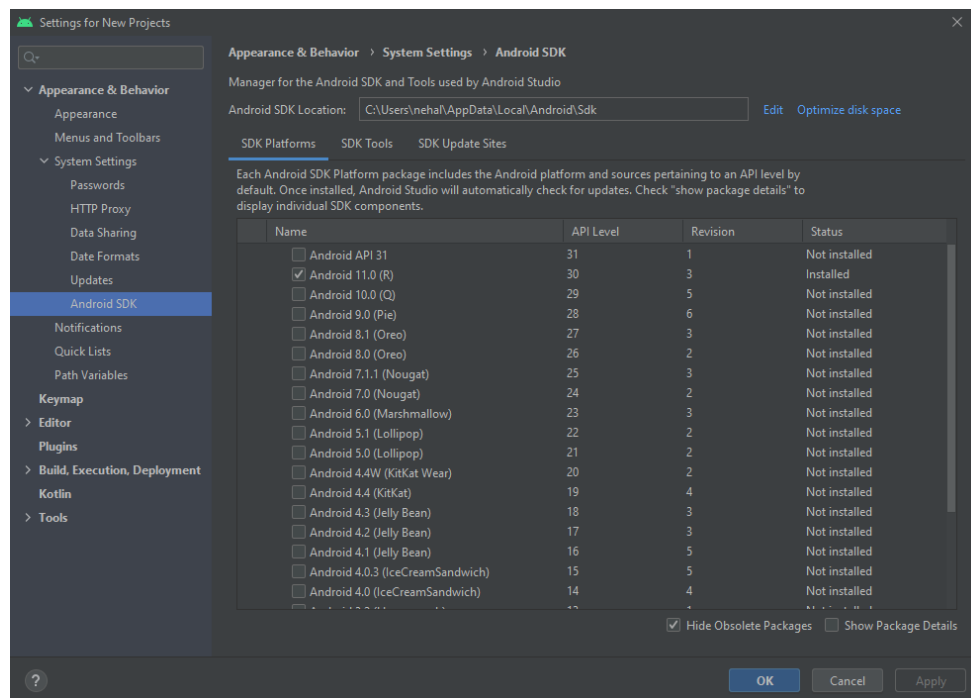 Settings for New Projects
Appearance & Behavior
Appearance
Menus and Toolbars
System Settings
Passwords
HTTP Proxy
Data Sharing
Date Formats
Updates
Android SDK
Notifications
Quick Lists
Path Variables
Keymap
Editor
Plugins
Build, Execution, Deployment
Kotlin
Tools
Appearance & Behavior › System Settings › Android SDK
Manager for the Android SDK and Tools used by Android Studio
Android SDK Location: C:\Users\nehal\AppData\Local\Android\Sdk Edit Optimize disk space
SDK Platforms SDK Tools SDK Update Sites
Each Android SDK Platform package includes the Android platform and sources pertaining to an API level by
default. Once installed, Android Studio will automatically check for updates. Check "show package details" to
display individual SDK components.
Name API Level Revision Status
Android API 31 31 1 Not installed
Android 11.0 (R) 30 3 Installed
Android 10.0 (Q) 29 5 Not installed
Android 9.0 (Pie) 28 6 Not installed
Android 8.1 (Oreo) 27 3 Not installed
Android 8.0 (Oreo) 26 2 Not installed
Android 7.1.1 (Nougat) 25 3 Not installed
Android 7.0 (Nougat) 24 2 Not installed
Android 6.0 (Marshmallow) 23 3 Not installed
Android 5.1 (Lollipop) 22 2 Not installed
Android 5.0 (Lollipop) 21 2 Not installed
Android 4.4W (KitKat Wear) 20 2 Not installed
Android 4.4 (KitKat) 19 4 Not installed
Android 4.3 (Jelly Bean) 18 3 Not installed
Android 4.2 (Jelly Bean) 17 3 Not installed
Android 4.1 (Jelly Bean) 16 5 Not installed
Android 4.0.3 (IceCreamSandwich) 15 5 Not installed
Android 4.0 (IceCreamSandwich) 14 4 Not installed
Hide Obsolete Packages Show Package Details
? OK Cancel Apply